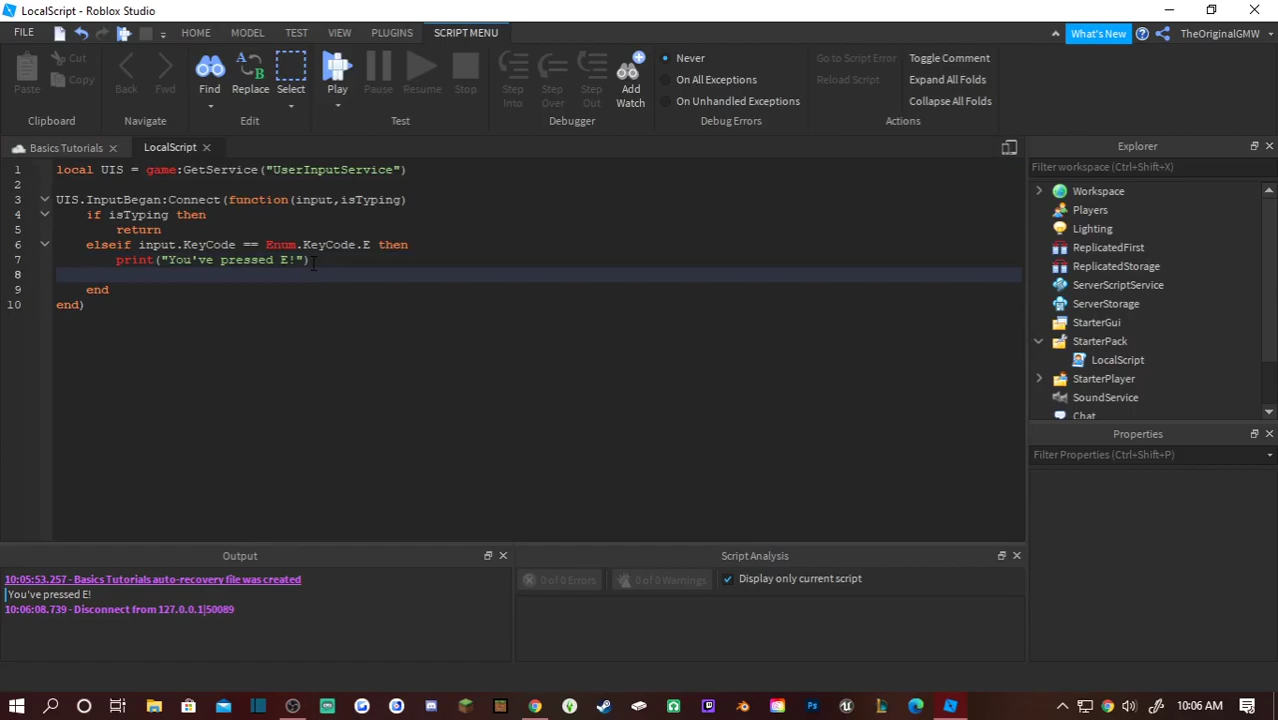 LocalScript - Roblox Studio
FILE HOME MODEL TEST VIEW PLUGINS SCRIPT MENU What's New TheOriginalGMW
Paste Cut Copy Back Fwd Find Replace Select Play Pause Resume Stop Step Into Step Over Step Out Add Watch Never On All Exceptions On Unhandled Exceptions Go to Script Error Reload Script Toggle Comment Expand All Folds Collapse All Folds
Clipboard Navigate Edit Test Debugger Debug Errors Actions
Basics Tutorials LocalScript
1 local UIS = game:GetService("UserInputService")
2
3 UIS.InputBegan:Connect(function(input,isTyping)
4 if isTyping then
5 return
6 elseif input.KeyCode == Enum.KeyCode.E then
7 print("You've pressed E!")
8
9 end
10 end)
Explorer
Filter workspace (Ctrl+Shift+X)
Workspace
Players
Lighting
ReplicatedFirst
ReplicatedStorage
ServerScriptService
ServerStorage
StarterGui
StarterPack
LocalScript
StarterPlayer
SoundService
Chat
Properties
Filter Properties (Ctrl+Shift+P)
Output
10:05:53.257 - Basics Tutorials auto-recovery file was created
You've pressed E!
10:06:08.739 - Disconnect from 127.0.0.1|50089
Script Analysis
0 of 0 Errors 0 of 0 Warnings Display only current script
10:06 AM